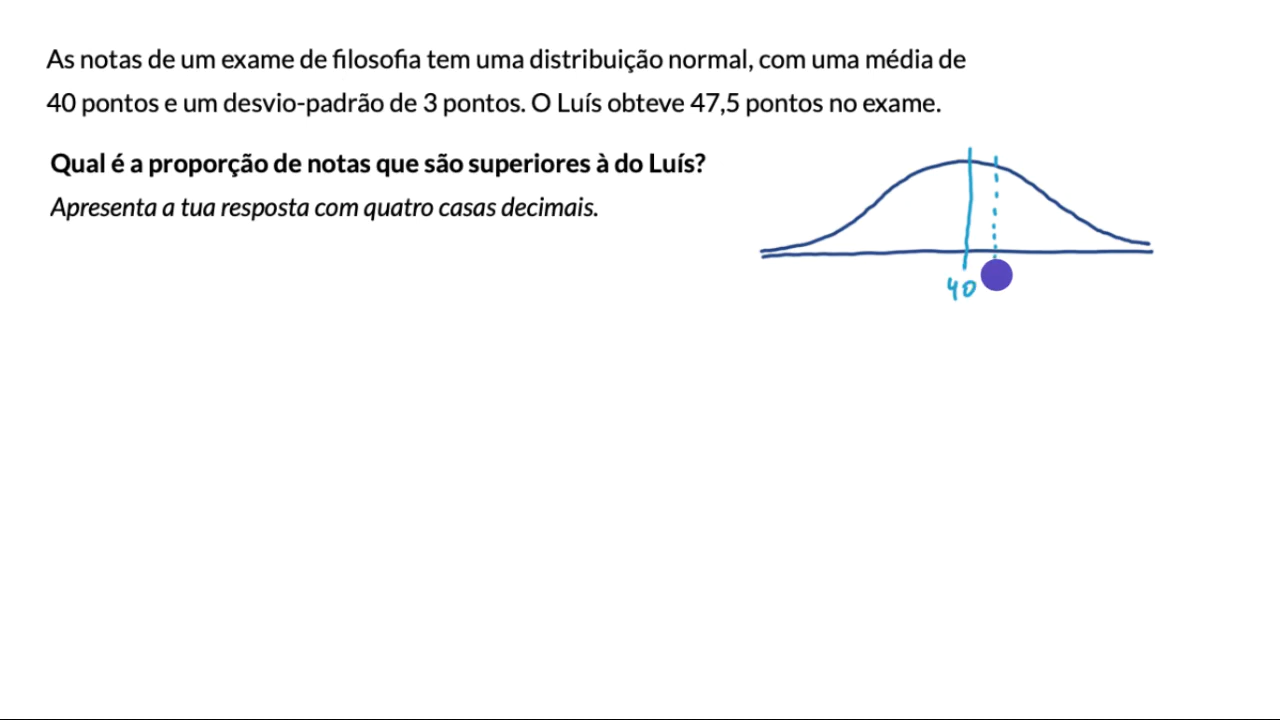 As notas de um exame de filosofia tem uma distribuição normal, com uma média de
40 pontos e um desvio-padrão de 3 pontos. O Luís obteve 47,5 pontos no exame.
Qual é a proporção de notas que são superiores à do Luís?
Apresenta a tua resposta com quatro casas decimais.
40